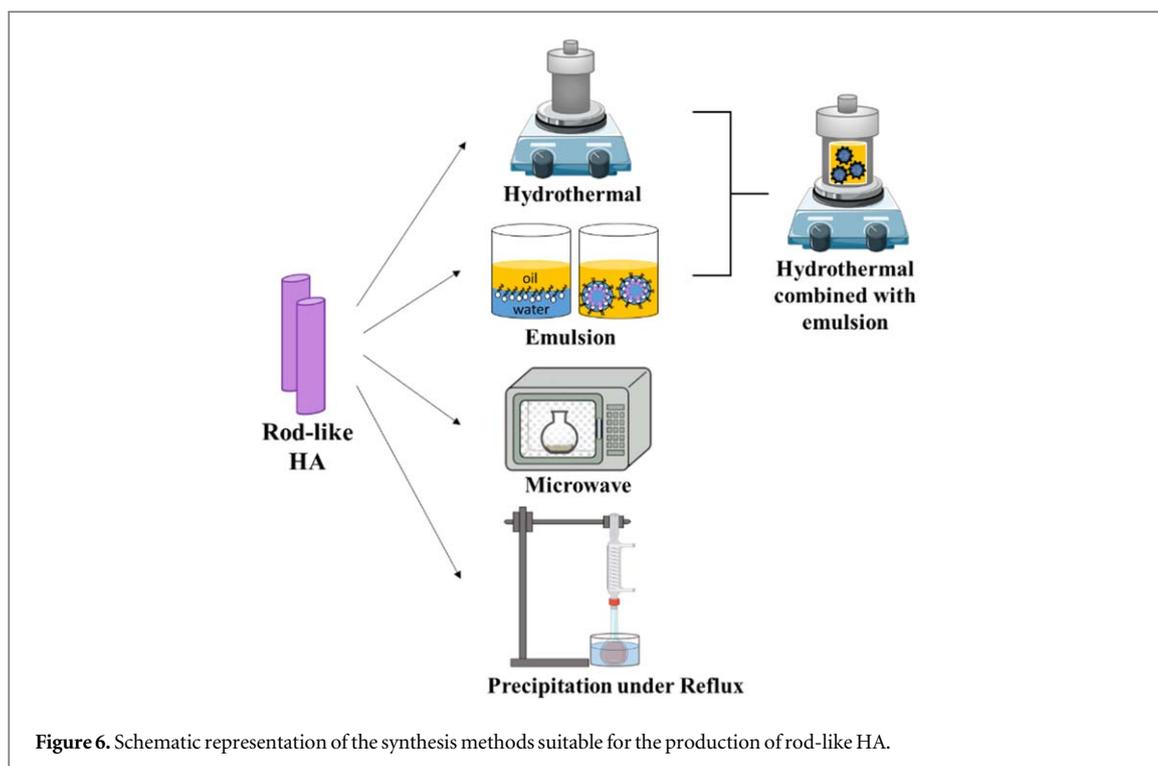 Hydrothermal
oil
water
Emulsion
Hydrothermal
combined with
emulsion
Rod-like
HA
Microwave
Precipitation under Reflux
Figure 6. Schematic representation of the synthesis methods suitable for the production of rod-like HA.